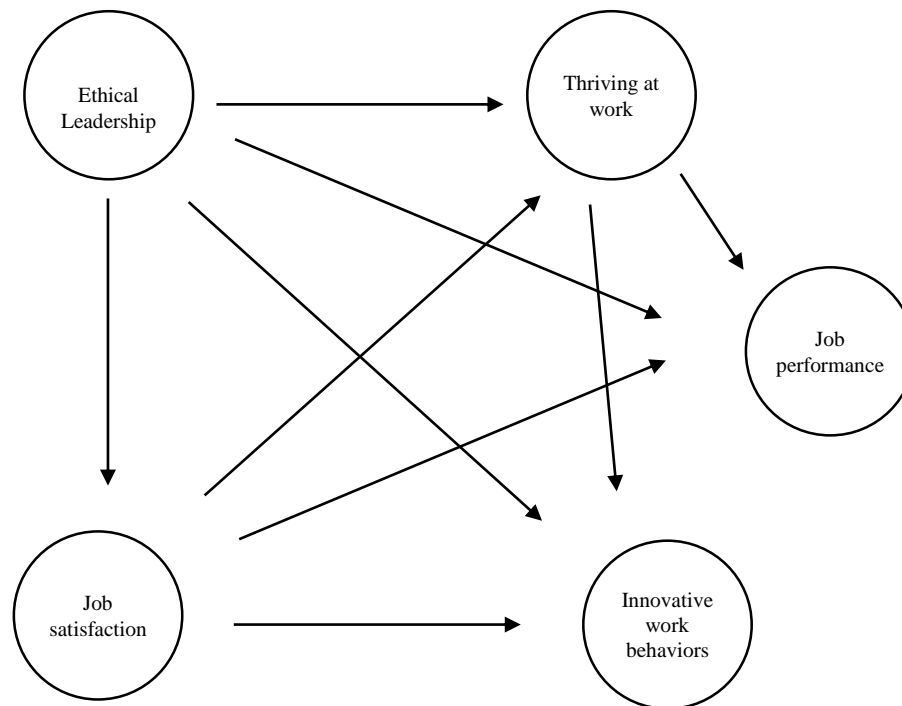 Ethical
Leadership
Thriving at
work
Job
performance
Job
satisfaction
Innovative
work
behaviors